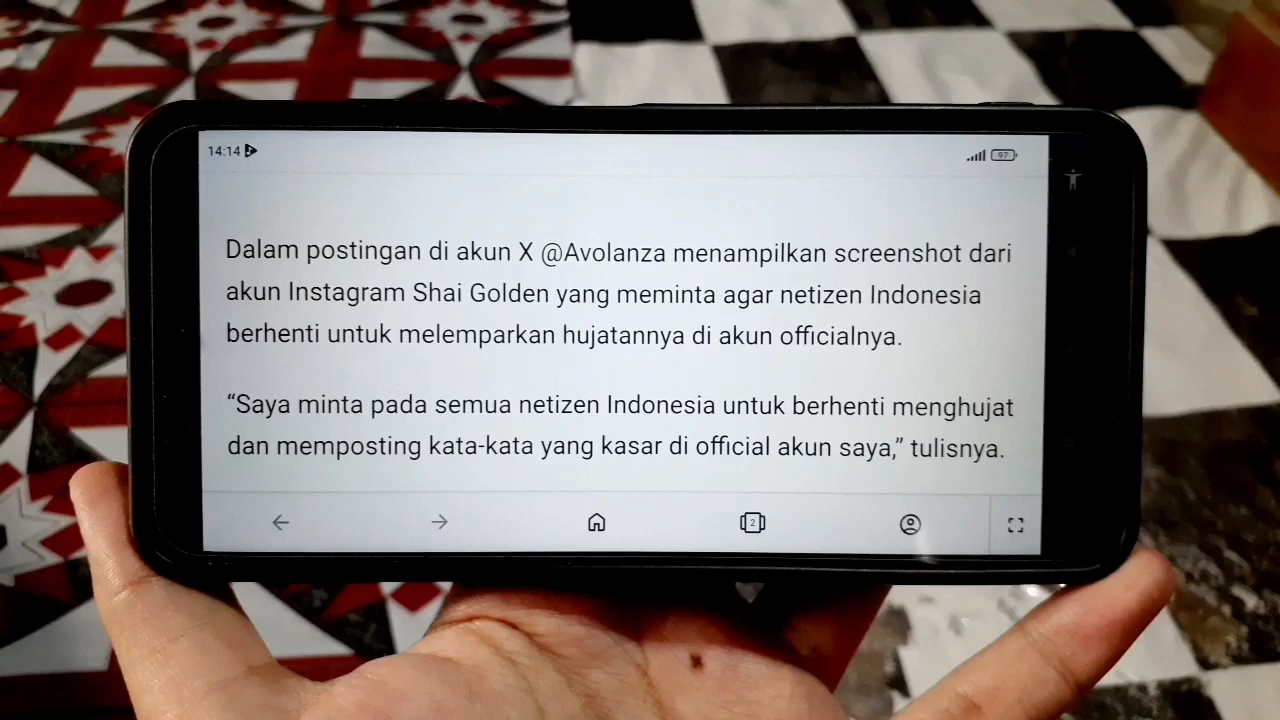 14:14
97
Dalam postingan di akun X @Avolanza menampilkan screenshot dari
akun Instagram Shai Golden yang meminta agar netizen Indonesia
berhenti untuk melemparkan hujatannya di akun officialnya.
“Saya minta pada semua netizen Indonesia untuk berhenti menghujat
dan memposting kata-kata yang kasar di official akun saya,” tulisnya.
2